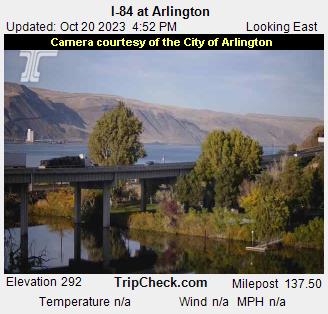 I-84 at Arlington
Updated: Oct 20 2023 4:52 PM Looking East
Camera courtesy of the City of Arlington
Elevation 292 TripCheck.com Milepost 137.50
Temperature n/a Wind n/a MPH n/a